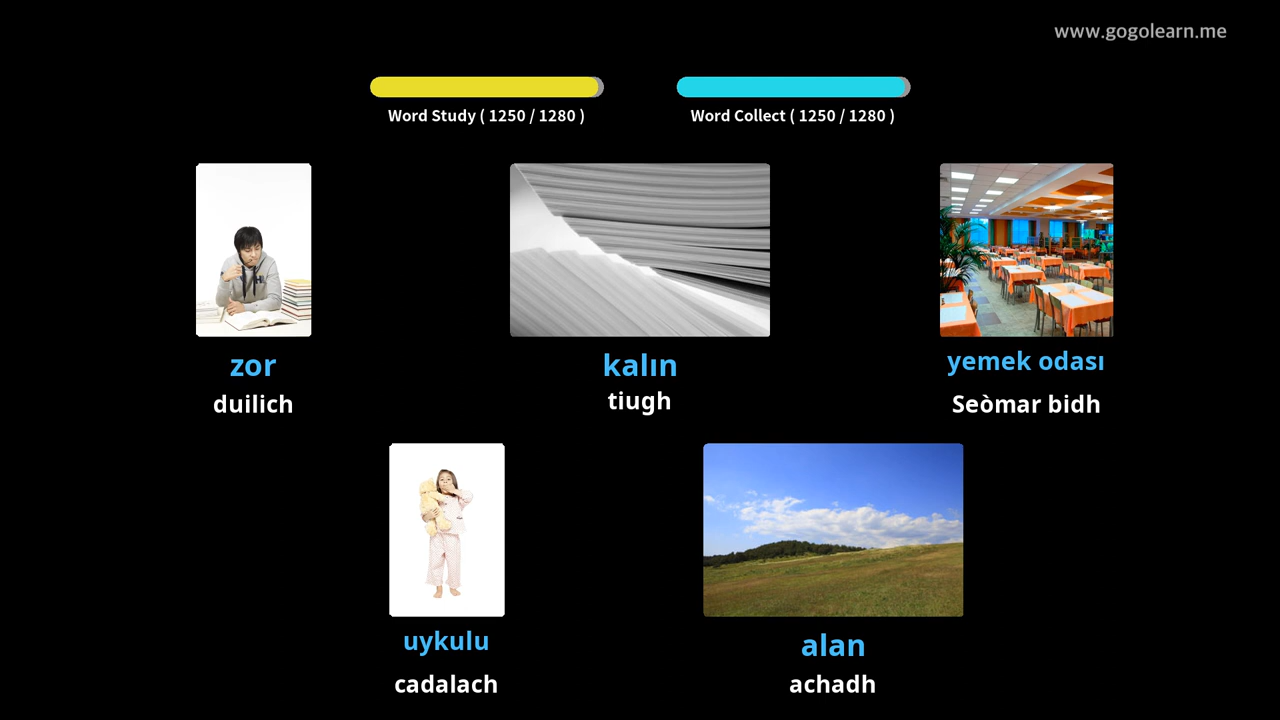 www.gogolearn.me
Word Study ( 1250 / 1280 )
Word Collect ( 1250 / 1280 )
zor
duilich
kalın
tiugh
yemek odası
Seòmar bidh
uykulu
cadalach
alan
achadh